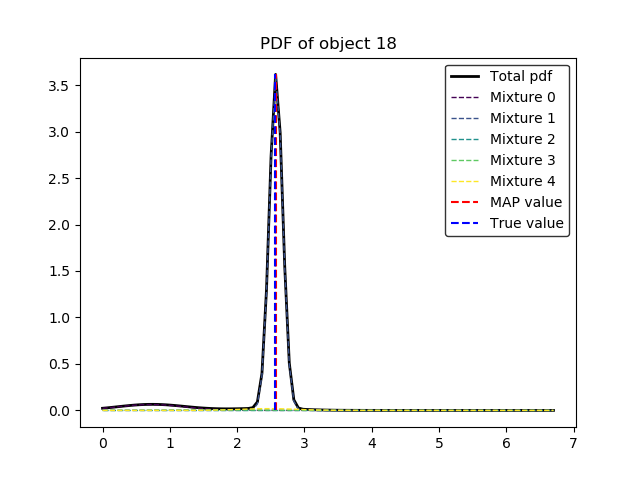 PDF of object 18
Total pdf
Mixture 0
Mixture 1
Mixture 2
Mixture 3
Mixture 4
MAP value
True value
3.5
3.0
2.5
2.0
1.5
1.0
0.5
0.0
0 1 2 3 4 5 6 7